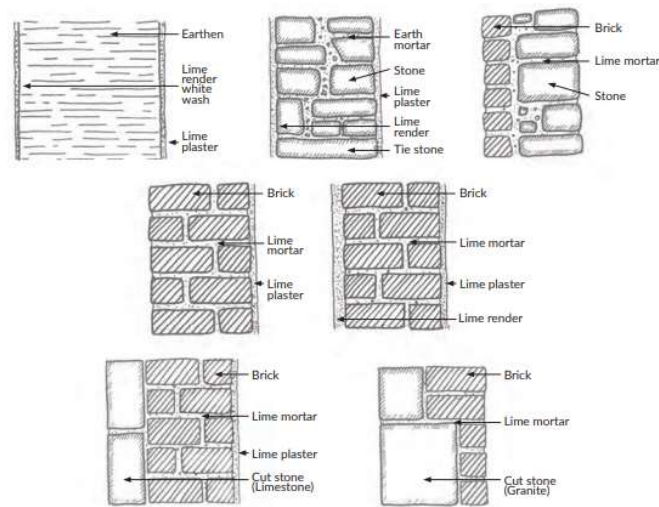 Earthen
Lime
render
white
wash
Lime
plaster
Earth
mortar
Stone
Lime
plaster
Lime
render
Tie stone
Brick
Lime mortar
Stone
Brick
Lime
mortar
Lime
plaster
Brick
Lime mortar
Lime plaster
Lime render
Brick
Lime mortar
Lime plaster
Cut stone
(Limestone)
Brick
Lime mortar
Cut stone
(Granite)